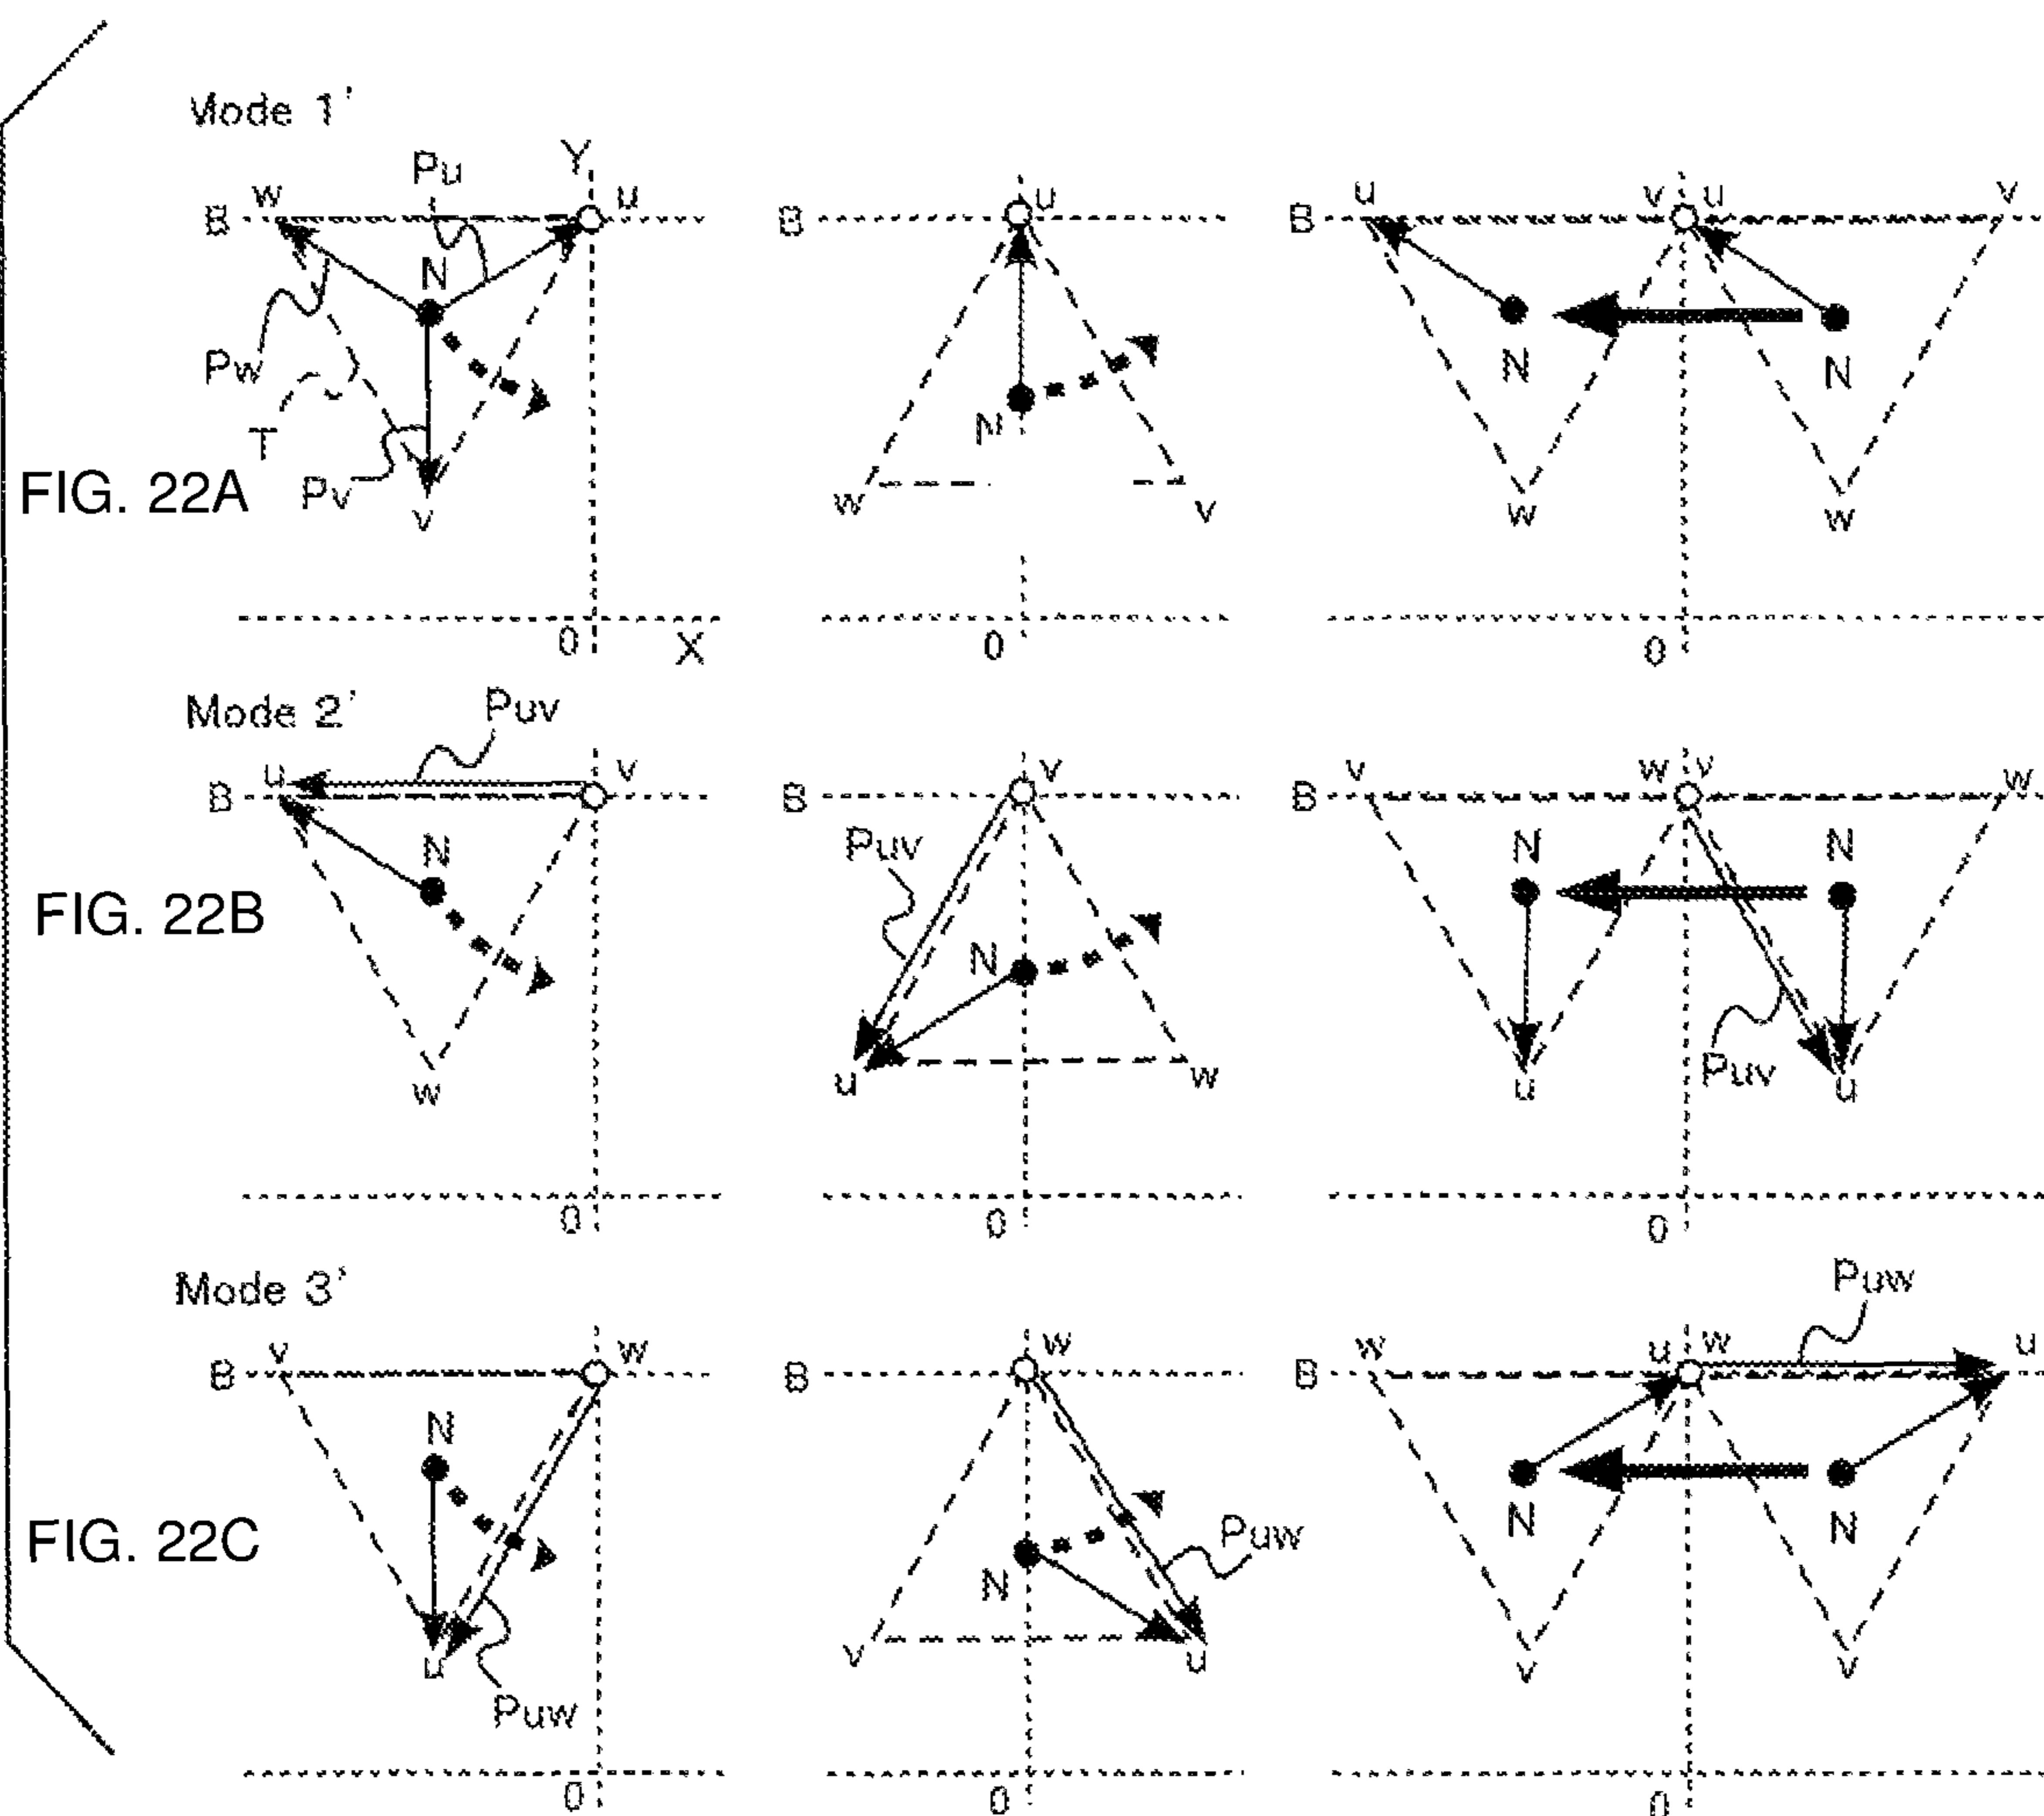 Mode 1'
Pu
Y
B w u
N
Pw
T
Pv
v
0
X
B u
N
w v
0
B u v u v
N N
w w
0
FIG. 22A
Mode 2'
Puv
B u v
N
w
0
B v
Puv
N
u w
0
B v w v w
N N
Puv
u u
0
FIG. 22B
Mode 3'
B v w
N
u
Puw
0
B w
N
Puw
v u
0
Puw
B w u w u
N N
v v
0
FIG. 22C